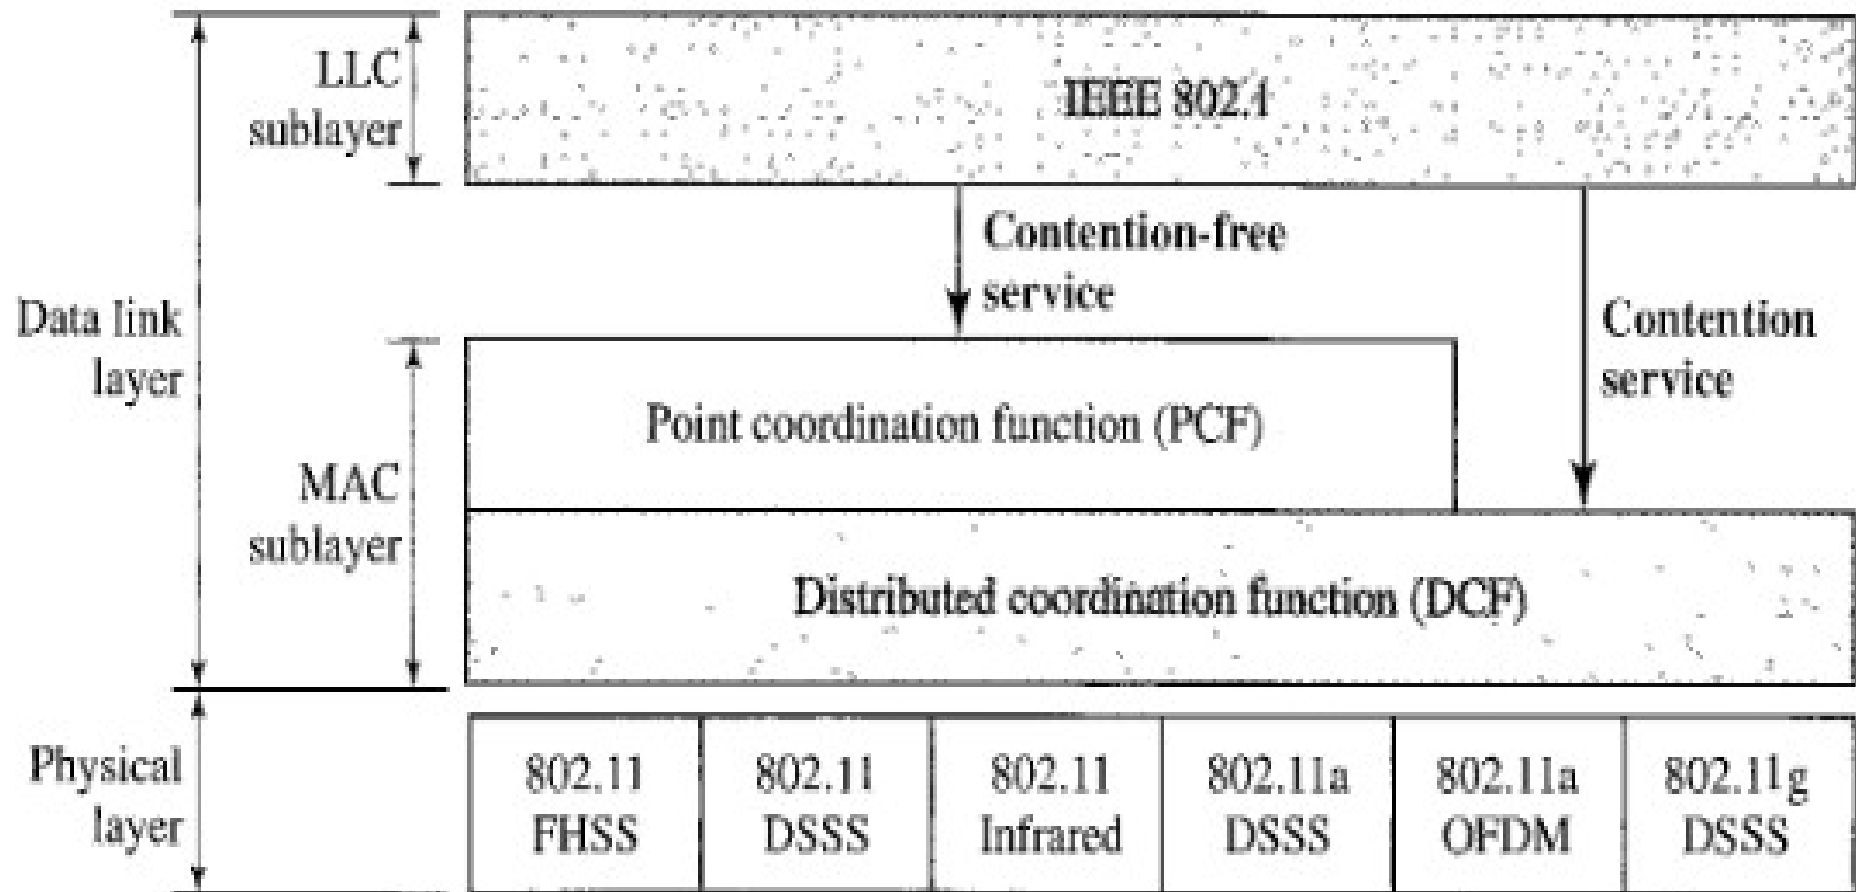 LLC
sublayer
IEEE 802.1
Contention-free
service
Data link
layer
Contention
service
Point coordination function (PCF)
MAC
sublayer
Distributed coordination function (DCF)
Physical
layer
802.11
FHSS
802.11
DSSS
802.11
Infrared
802.11a
DSSS
802.11a
OFDM
802.11g
DSSS